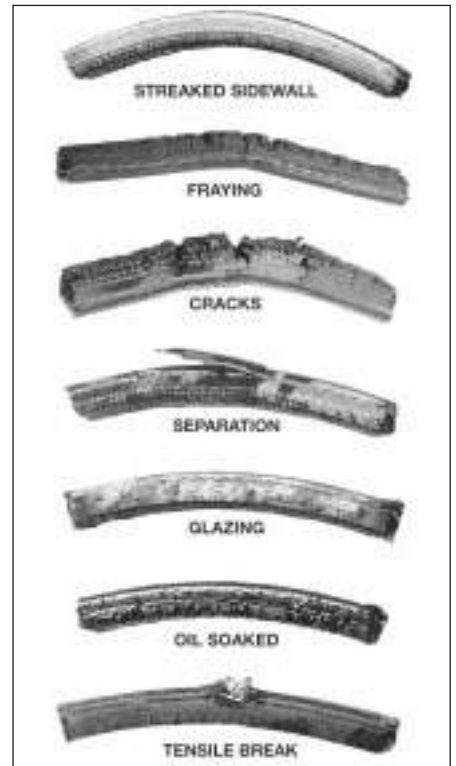 STREAKED SIDEWALL
FRAYING
CRACKS
SEPARATION
GLAZING
OIL SOAKED
TENSILE BREAK